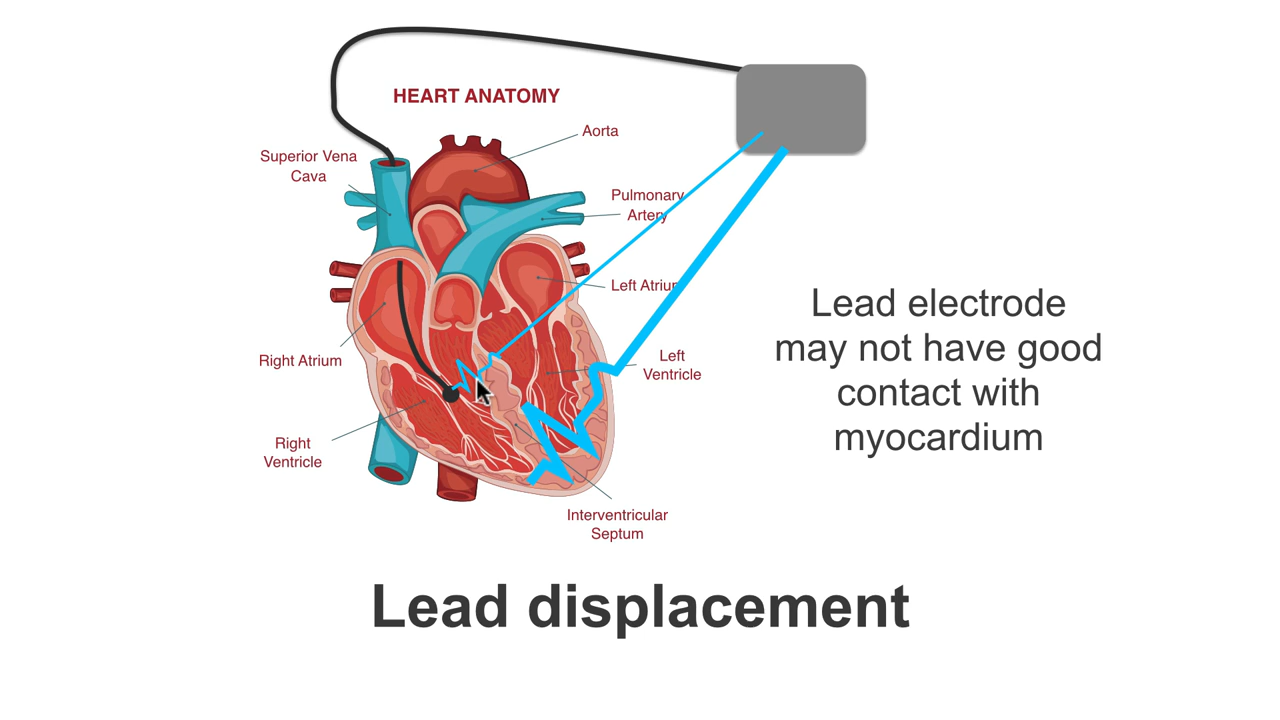 HEART ANATOMY
Aorta
Superior Vena
Cava
Pulmonary
Artery
Left Atrium
Right Atrium
Left
Ventricle
Right
Ventricle
Interventricular
Septum
Lead electrode
may not have good
contact with
myocardium
Lead displacement